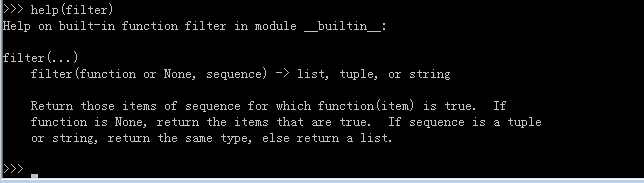 >>> help(filter)
Help on built-in function filter in module __builtin__:
filter(...)
filter(function or None, sequence) -> list, tuple, or string
Return those items of sequence for which function(item) is true.  If
function is None, return the items that are true.  If sequence is a tuple
or string, return the same type, else return a list.
>>>